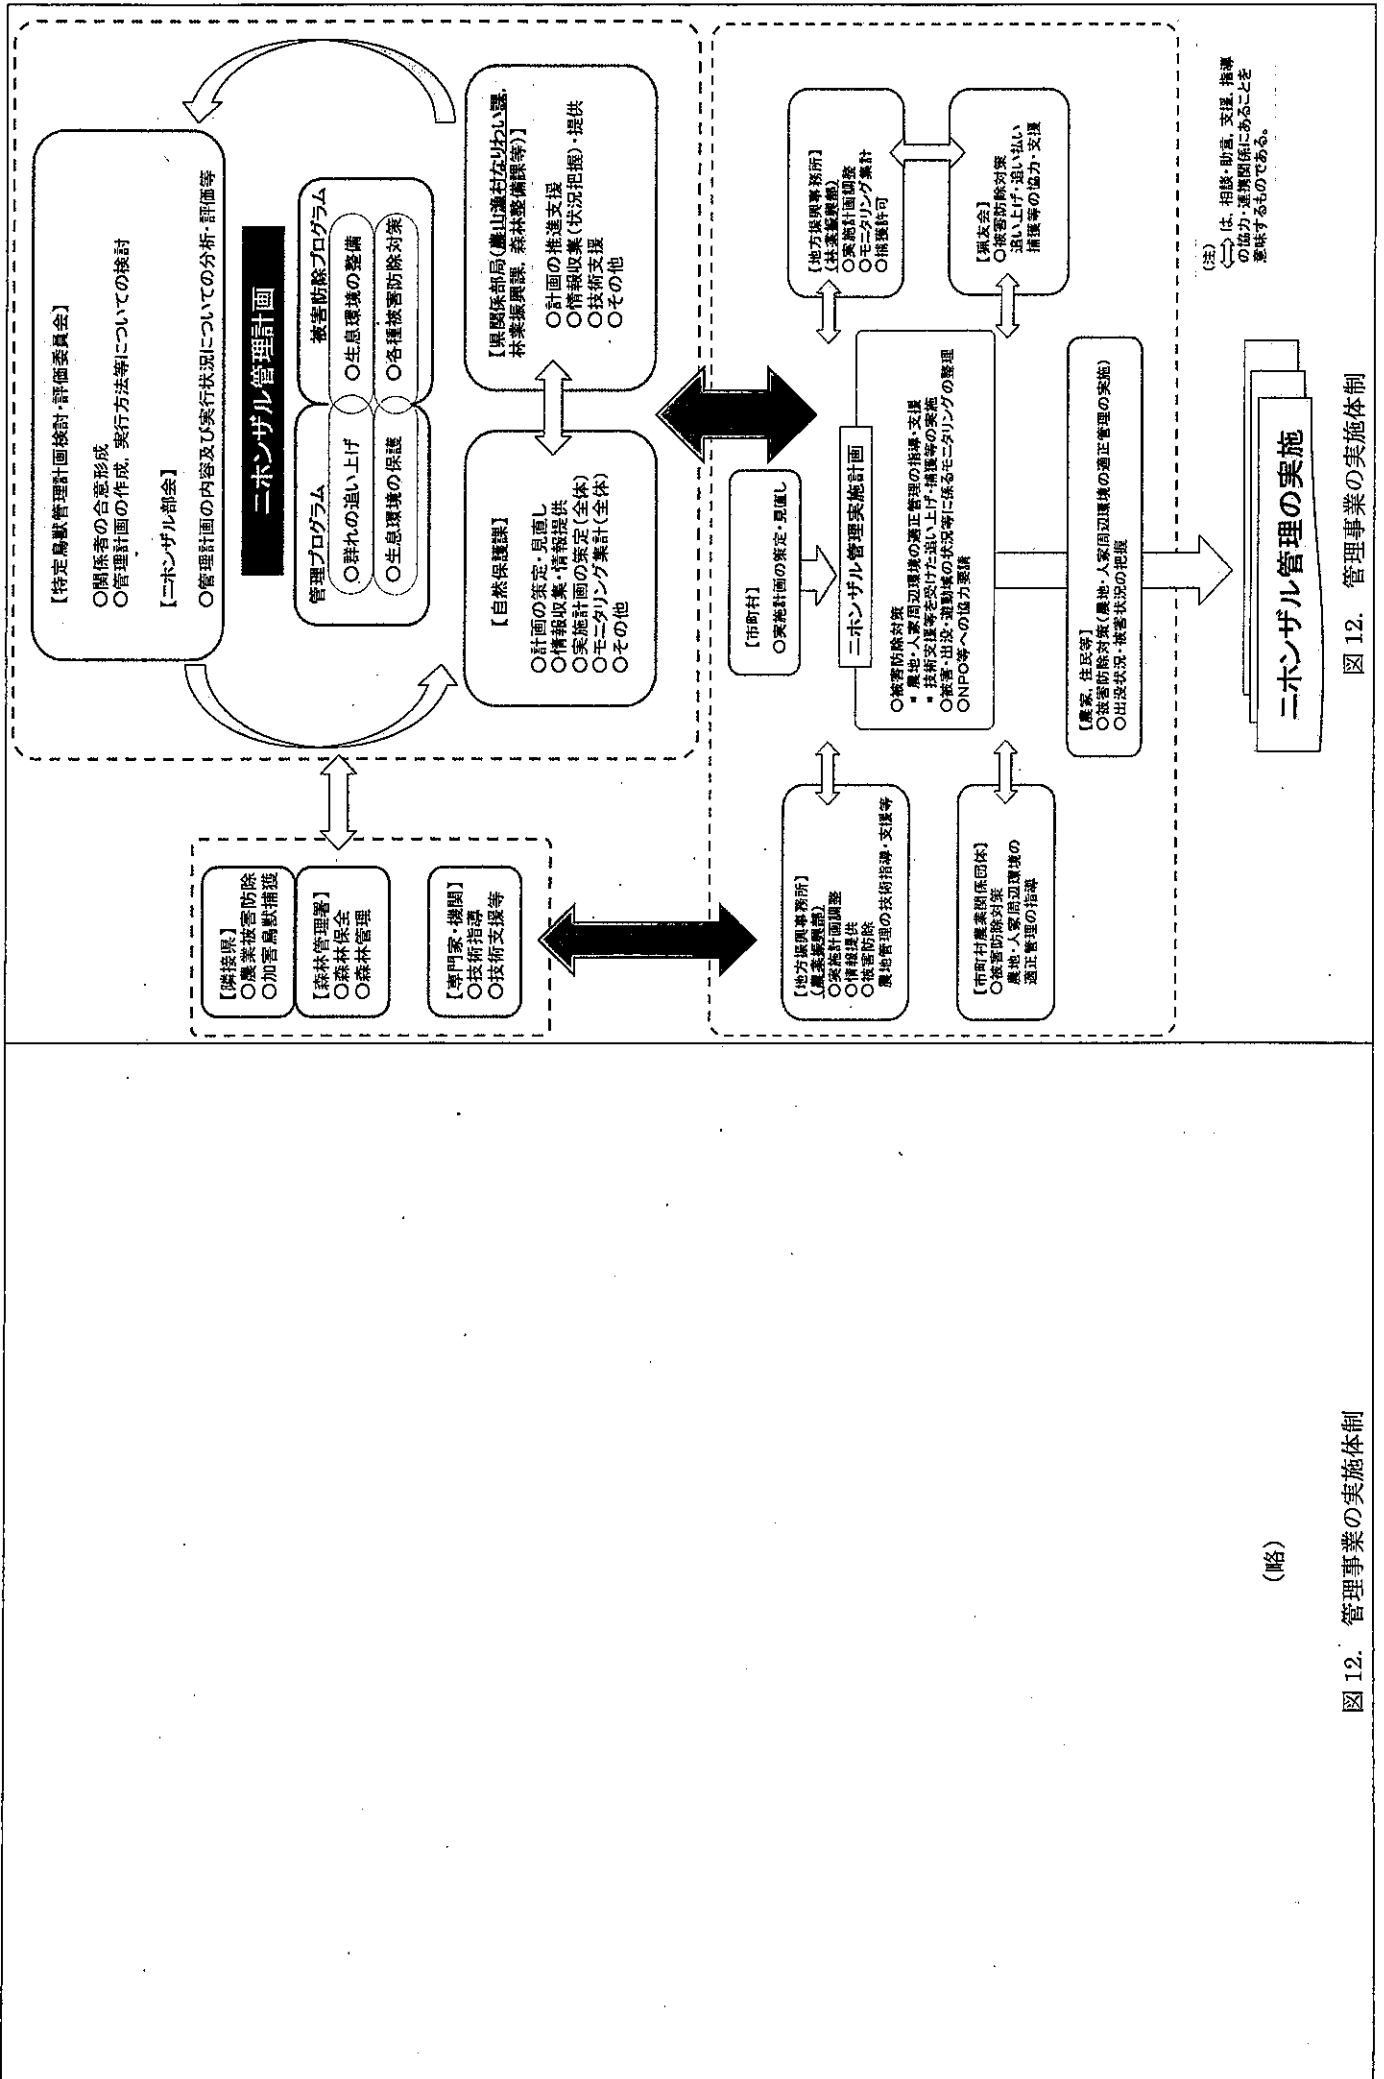 【特定鳥獣管理計画検討・評価委員会】
○関係者の合意形成
○管理計画の作成，実行方法等についての検討
【ニホンザル部会】
○管理計画の内容及び実行状況についての分析・評価等
ニホンザル管理計画
管理プログラム
○群れの追い上げ
○生息環境の保護
被害防除プログラム
○生息環境の整備
○各種被害防除対策
【自然保護課】
○計画の策定・見直し
○情報収集・情報提供
○実施計画の策定(全体)
○モニタリング集計(全体)
○その他
【県関係部局(農山漁村なりわい課，
林業振興課，森林整備課等)】
○計画の推進支援
○情報収集(状況把握)・提供
○技術支援
○その他
【隣接県】
○農業被害防除
○加害鳥獣捕獲
【森林管理署】
○森林保全
○森林管理
【専門家・機関】
○技術指導
○技術支援等
【市町村】
○実施計画の策定・見直し
ニホンザル管理実施計画
○被害防除対策
▪ 農地・人家周辺環境の適正管理の指導・支援
▪ 技術支援等を受けた追い上げ・捕獲等の実施
○被害・出没・遊動域の状況等に係るモニタリングの整理
○NPO等への協力要請
【地方振興事務所】
(農業振興部)
○実施計画調整
○情報提供
○被害防除
農地管理の技術指導・支援等
【市町村農業関係団体】
○被害防除対策
農地・人家周辺環境の
適正管理の指導
【地方振興事務所】
(林業振興部)
○実施計画調整
○モニタリング集計
○捕獲許可
【猟友会】
○被害防除対策
追い上げ・追い払い
捕獲等の協力・支援
【農家，住民等】
○被害防除対策(農地・人家周辺環境の適正管理の実施)
○出没状況・被害状況の把握
ニホンザル管理の実施
(注)
⇔は，相談・助言，支援，指導
の協力・連携関係にあることを
意味するものである。
図 12. 管理事業の実施体制
(略)
図 12. 管理事業の実施体制